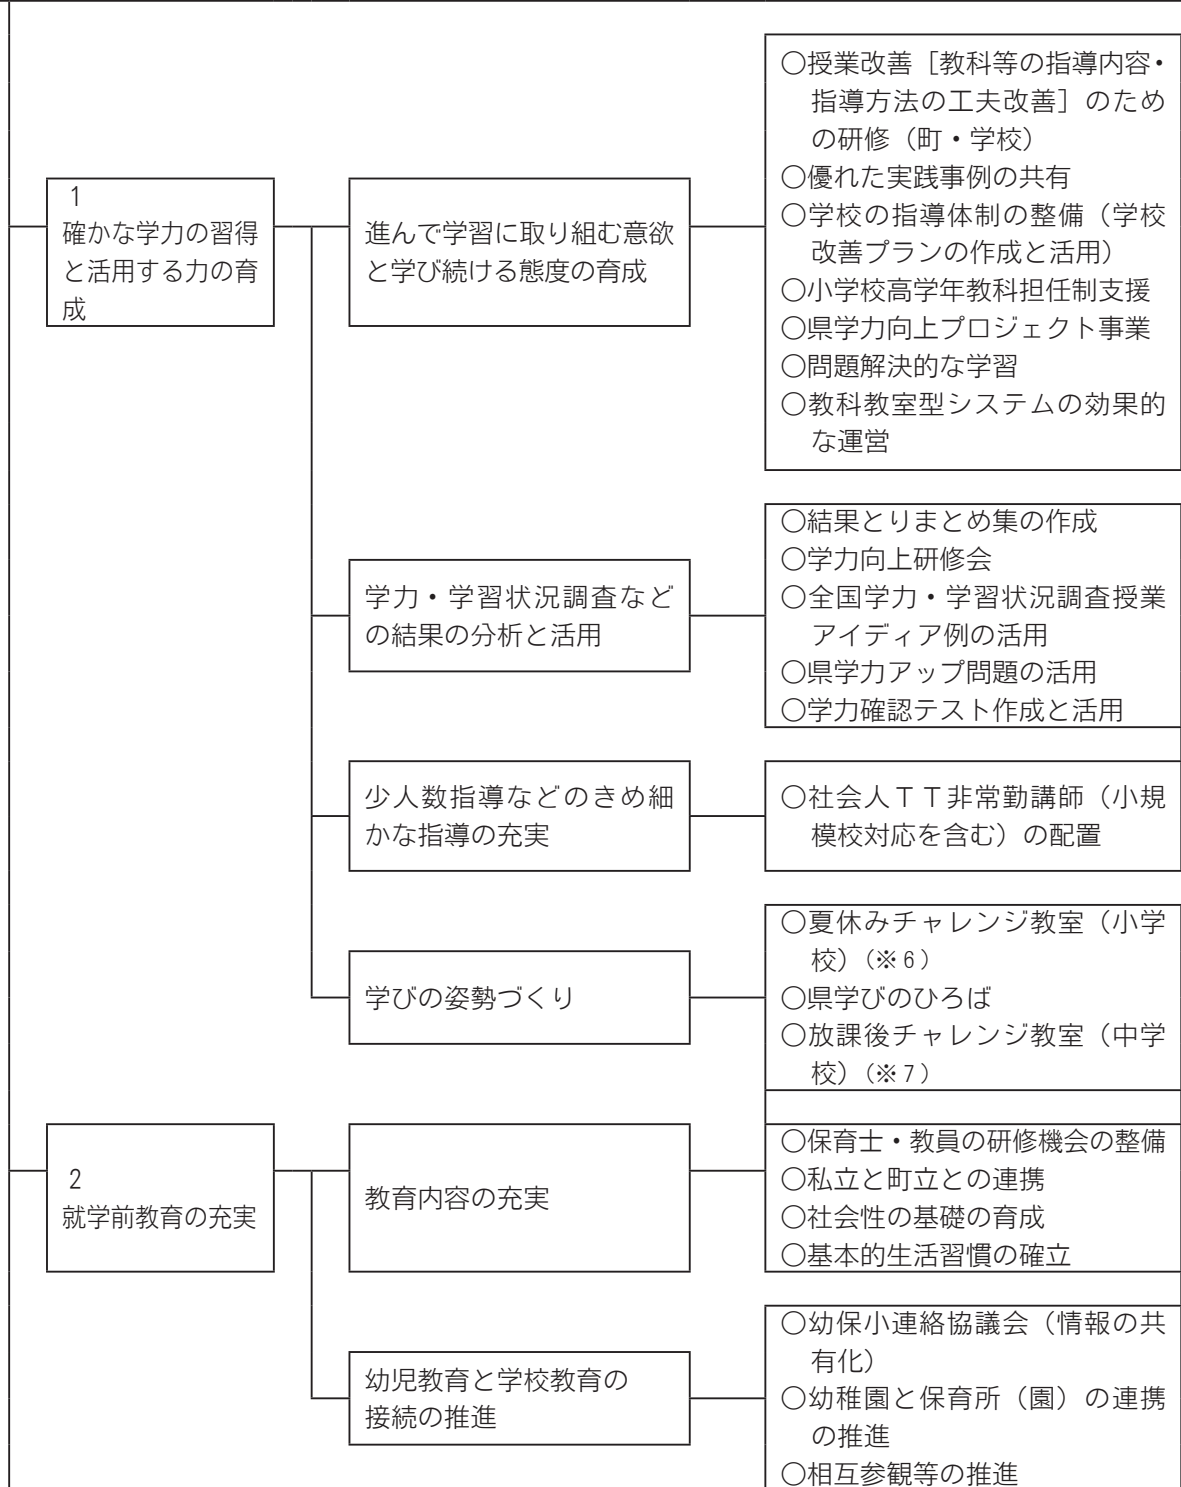 1
確かな学力の習得
と活用する力の育
成
進んで学習に取り組む意欲
と学び続ける態度の育成
○授業改善［教科等の指導内容・
指導方法の工夫改善］のため
の研修（町・学校）
○優れた実践事例の共有
○学校の指導体制の整備（学校
改善プランの作成と活用）
○小学校高学年教科担任制支援
○県学力向上プロジェクト事業
○問題解決的な学習
○教科教室型システムの効果的
な運営
学力・学習状況調査など
の結果の分析と活用
○結果とりまとめ集の作成
○学力向上研修会
○全国学力・学習状況調査授業
アイディア例の活用
○県学力アップ問題の活用
○学力確認テスト作成と活用
少人数指導などのきめ細
かな指導の充実
○社会人ＴＴ非常勤講師（小規
模校対応を含む）の配置
学びの姿勢づくり
○夏休みチャレンジ教室（小学
校）（※6）
○県学びのひろば
○放課後チャレンジ教室（中学
校）（※7）
2
就学前教育の充実
教育内容の充実
○保育士・教員の研修機会の整備
○私立と町立との連携
○社会性の基礎の育成
○基本的生活習慣の確立
幼児教育と学校教育の
接続の推進
○幼保小連絡協議会（情報の共
有化）
○幼稚園と保育所（園）の連携
の推進
○相互参観等の推進